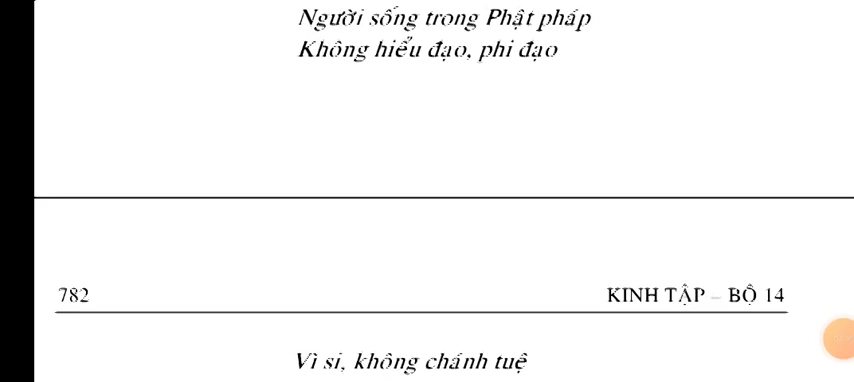 Người sống trong Phật pháp
Không hiểu đạo, phi đạo
782
KINH TẬP – BỘ 14
Vì si, không chánh tuệ